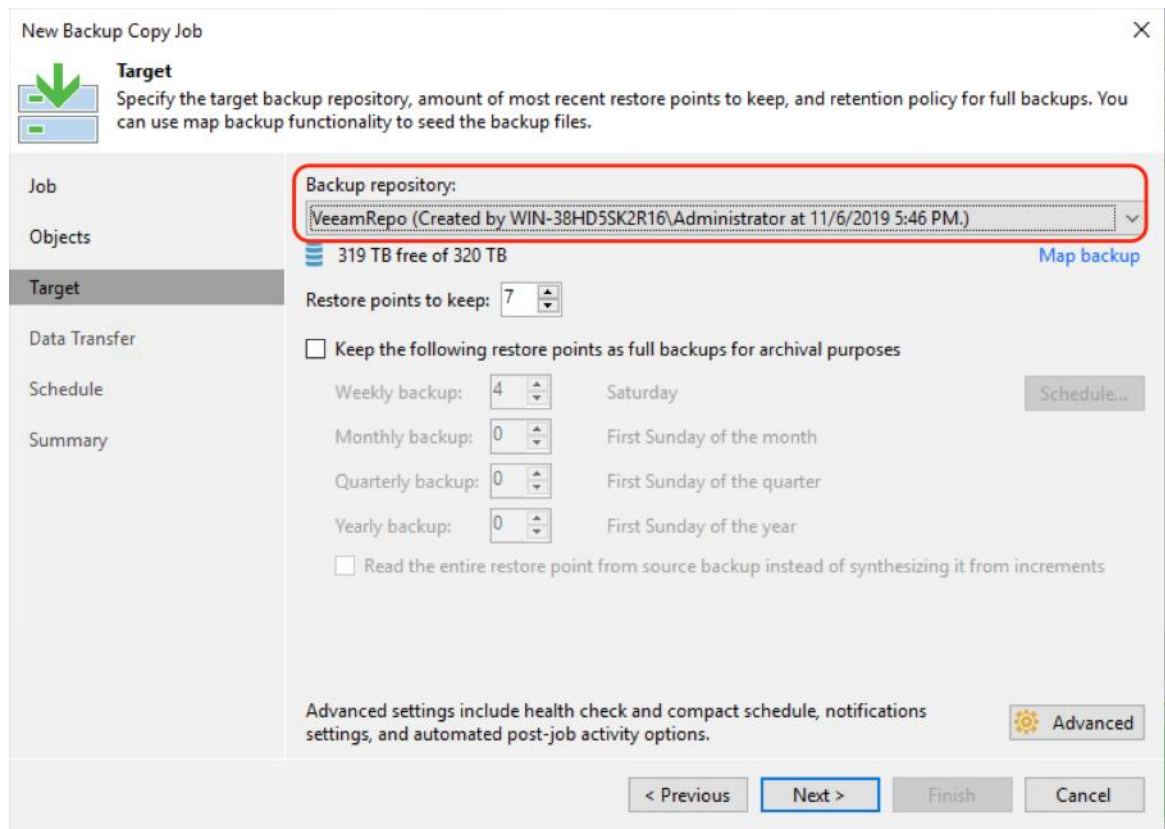 New Backup Copy Job
Target
Specify the target backup repository, amount of most recent restore points to keep, and retention policy for full backups. You
can use map backup functionality to seed the backup files.
Job
Objects
Target
Data Transfer
Schedule
Summary
Backup repository:
VeeamRepo (Created by WIN-38HD5SK2R16\Administrator at 11/6/2019 5:46 PM.)
319 TB free of 320 TB
Map backup
Restore points to keep: 7
Keep the following restore points as full backups for archival purposes
Weekly backup: 4 Saturday Schedule...
Monthly backup: 0 First Sunday of the month
Quarterly backup: 0 First Sunday of the quarter
Yearly backup: 0 First Sunday of the year
Read the entire restore point from source backup instead of synthesizing it from increments
Advanced settings include health check and compact schedule, notifications
settings, and automated post-job activity options.
Advanced
< Previous Next > Finish Cancel